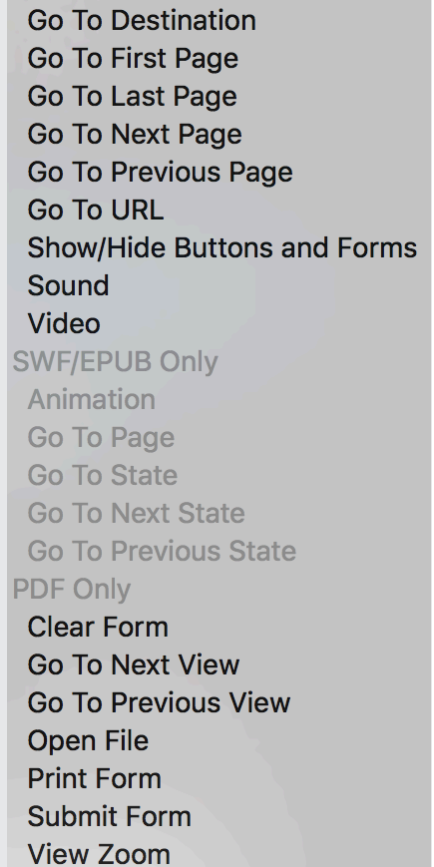 Go To Destination
Go To First Page
Go To Last Page
Go To Next Page
Go To Previous Page
Go To URL
Show/Hide Buttons and Forms
Sound
Video
SWF/EPUB Only
Animation
Go To Page
Go To State
Go To Next State
Go To Previous State
PDF Only
Clear Form
Go To Next View
Go To Previous View
Open File
Print Form
Submit Form
View Zoom